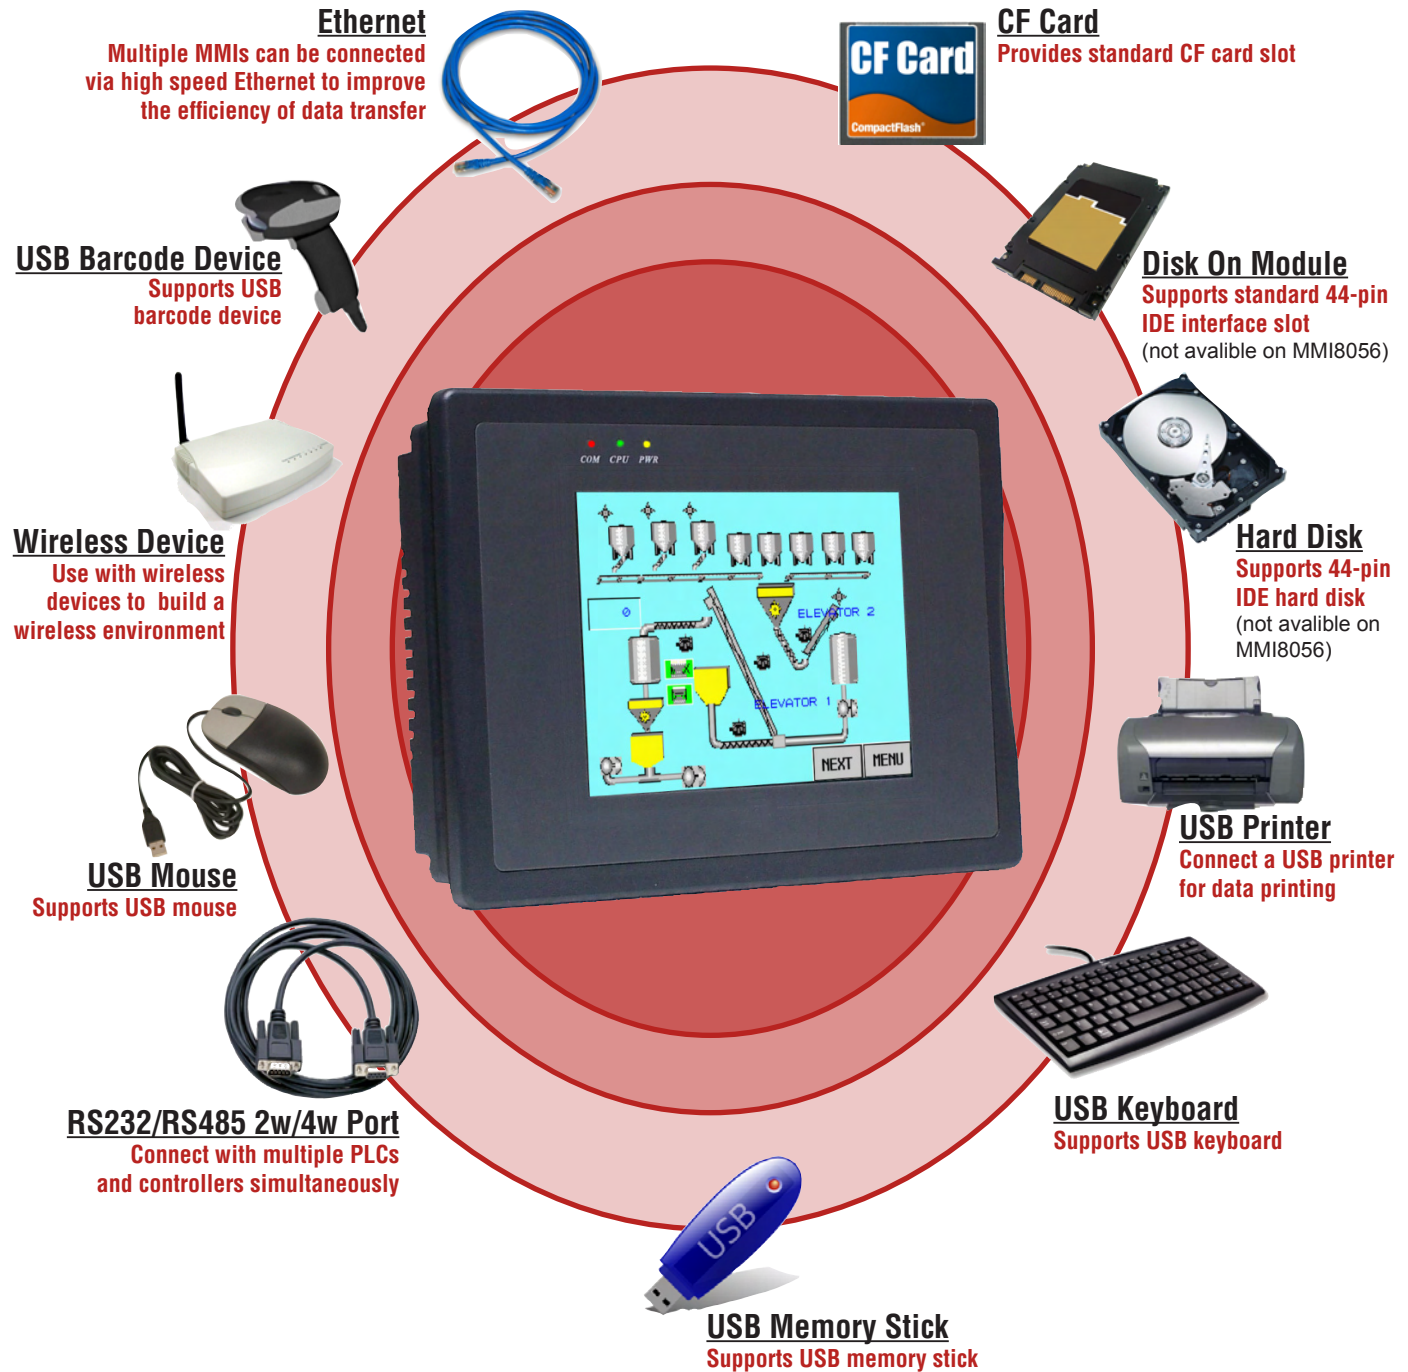 Ethernet
Multiple MMIs can be connected
via high speed Ethernet to improve
the efficiency of data transfer
CF Card
CompactFlash®
CF Card
Provides standard CF card slot
USB Barcode Device
Supports USB
barcode device
Disk On Module
Supports standard 44-pin
IDE interface slot
(not avalible on MMI8056)
Wireless Device
Use with wireless
devices to build a
wireless environment
Hard Disk
Supports 44-pin
IDE hard disk
(not avalible on
MMI8056)
COM CPU PWR
0
ELEVATOR 2
ELEVATOR 1
NEXT MENU
USB Mouse
Supports USB mouse
USB Printer
Connect a USB printer
for data printing
RS232/RS485 2w/4w Port
Connect with multiple PLCs
and controllers simultaneously
USB Keyboard
Supports USB keyboard
USB
USB Memory Stick
Supports USB memory stick